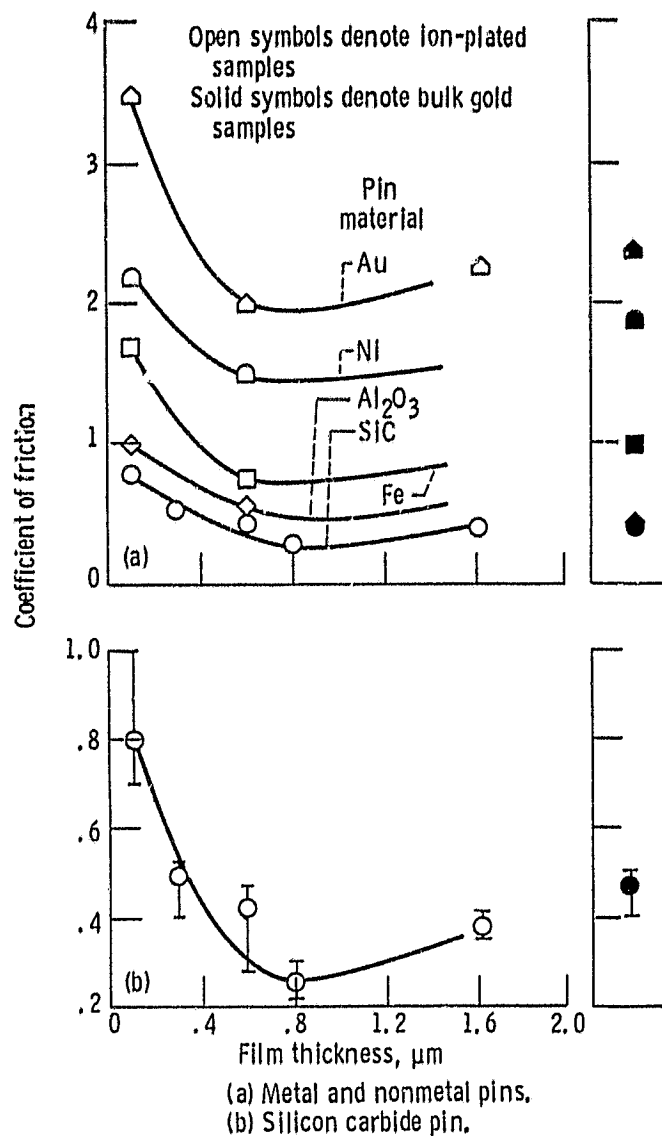 4
Open symbols denote ion-plated
samples
Solid symbols denote bulk gold
samples
3
Pin
material
Au
2
Ni
Al₂O₃
SiC
1
Fe
(a)
0
Coefficient of friction
1.0
.8
.6
.4
(b)
.2
0 .4 .8 1.2 1.6 2.0
Film thickness, μm
(a) Metal and nonmetal pins.
(b) Silicon carbide pin.